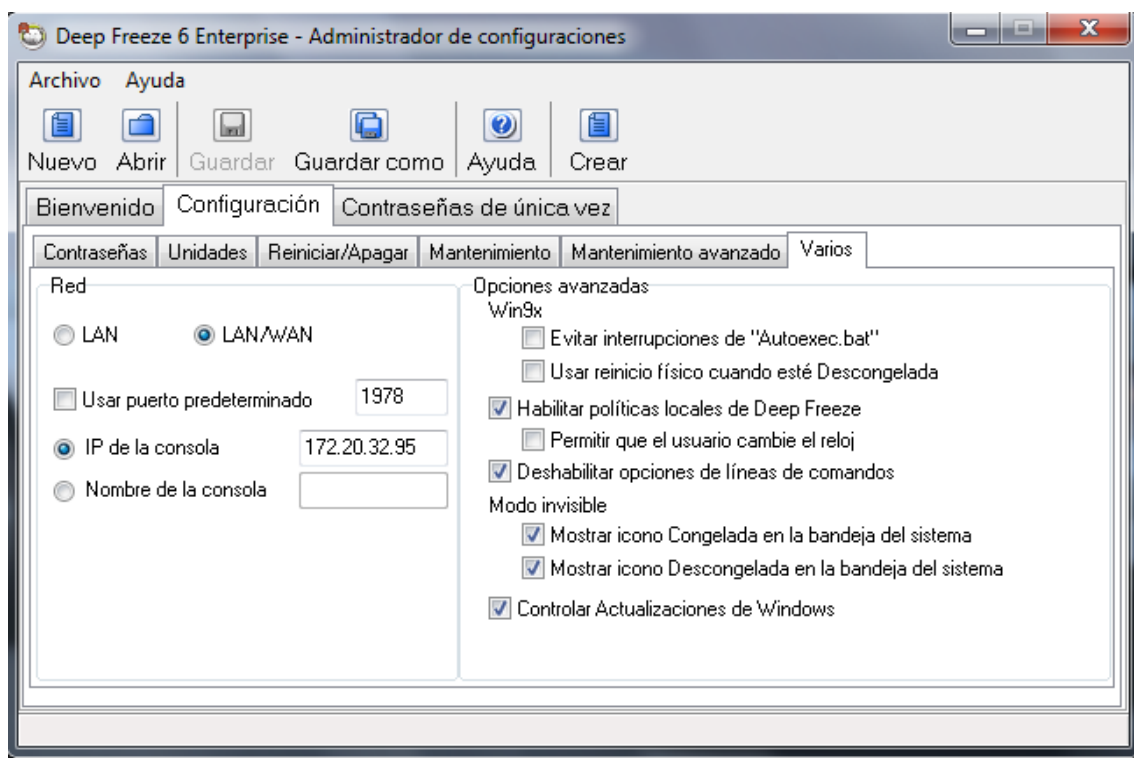 Deep Freeze 6 Enterprise - Administrador de configuraciones
Archivo Ayuda
Nuevo Abrir Guardar Guardar como Ayuda Crear
Bienvenido Configuración Contraseñas de única vez
Contraseñas Unidades Reiniciar/Apagar Mantenimiento Mantenimiento avanzado Varios
Red
LAN LAN/WAN
Usar puerto predeterminado 1978
IP de la consola 172.20.32.95
Nombre de la consola
Opciones avanzadas
Win9x
Evitar interrupciones de "Autoexec.bat"
Usar reinicio físico cuando esté Descongelada
Habilitar políticas locales de Deep Freeze
Permitir que el usuario cambie el reloj
Deshabilitar opciones de líneas de comandos
Modo invisible
Mostrar icono Congelada en la bandeja del sistema
Mostrar icono Descongelada en la bandeja del sistema
Controlar Actualizaciones de Windows